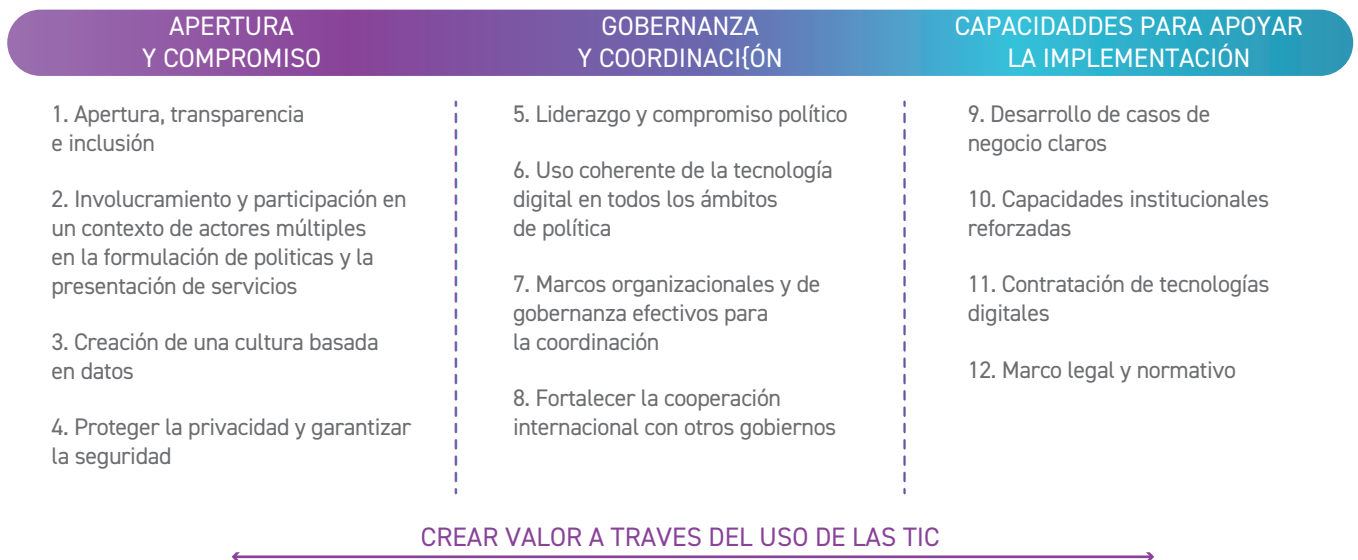 APERTURA
Y COMPROMISO
GOBERNANZA
Y COORDINACI{ÓN
CAPACIDADDES PARA APOYAR
LA IMPLEMENTACIÓN
1. Apertura, transparencia
e inclusión
2. Involucramiento y participación en
un contexto de actores múltiples
en la formulación de politicas y la
presentación de servicios
3. Creación de una cultura basada
en datos
4. Proteger la privacidad y garantizar
la seguridad
5. Liderazgo y compromiso político
6. Uso coherente de la tecnología
digital en todos los ámbitos
de política
7. Marcos organizacionales y de
gobernanza efectivos para
la coordinación
8. Fortalecer la cooperación
internacional con otros gobiernos
9. Desarrollo de casos de
negocio claros
10. Capacidades institucionales
reforzadas
11. Contratación de tecnologías
digitales
12. Marco legal y normativo
CREAR VALOR A TRAVES DEL USO DE LAS TIC